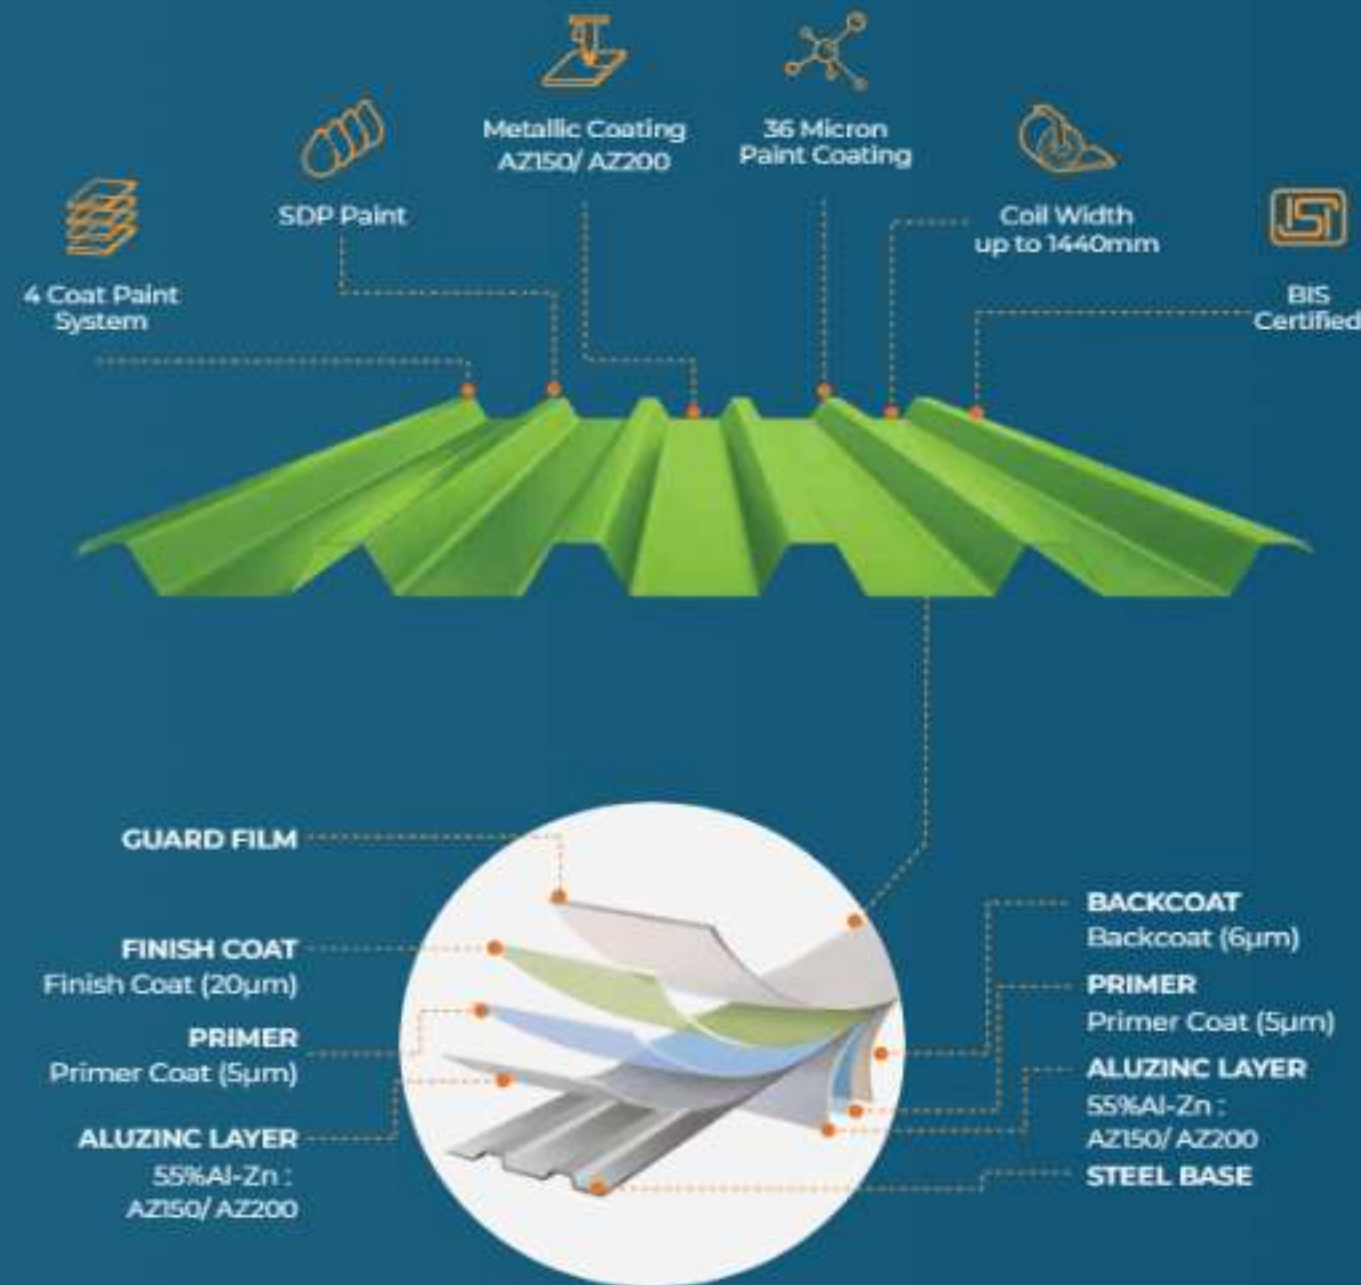 Metallic Coating
AZ150/ AZ200
36 Micron
Paint Coating
SDP Paint
Coil Width
up to 1440mm
4 Coat Paint
System
BIS
Certified
GUARD FILM
FINISH COAT
Finish Coat (20µm)
PRIMER
Primer Coat (5µm)
ALUZINC LAYER
55%Al-Zn :
AZ150/ AZ200
BACKCOAT
Backcoat (6µm)
PRIMER
Primer Coat (5µm)
ALUZINC LAYER
55%Al-Zn :
AZ150/ AZ200
STEEL BASE